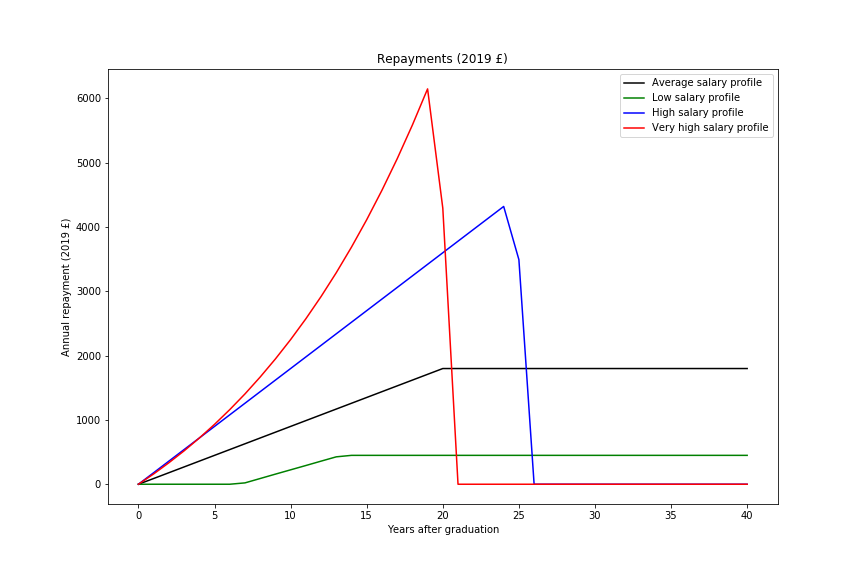 Repayments (2019 £)
Average salary profile
Low salary profile
High salary profile
Very high salary profile
Annual repayment (2019 £)
6000
5000
4000
3000
2000
1000
0
0 5 10 15 20 25 30 35 40
Years after graduation